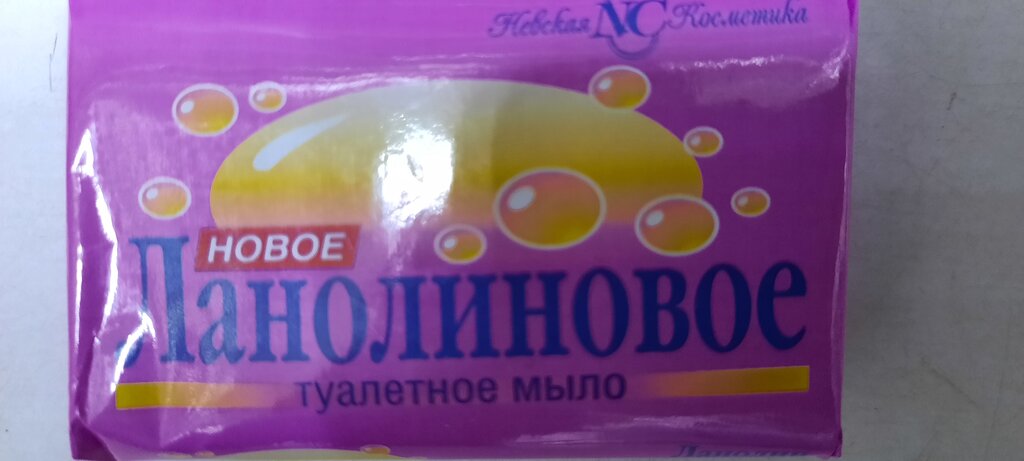 Невская NC Косметика
НОВОЕ
Ланолиновое
туалетное мыло